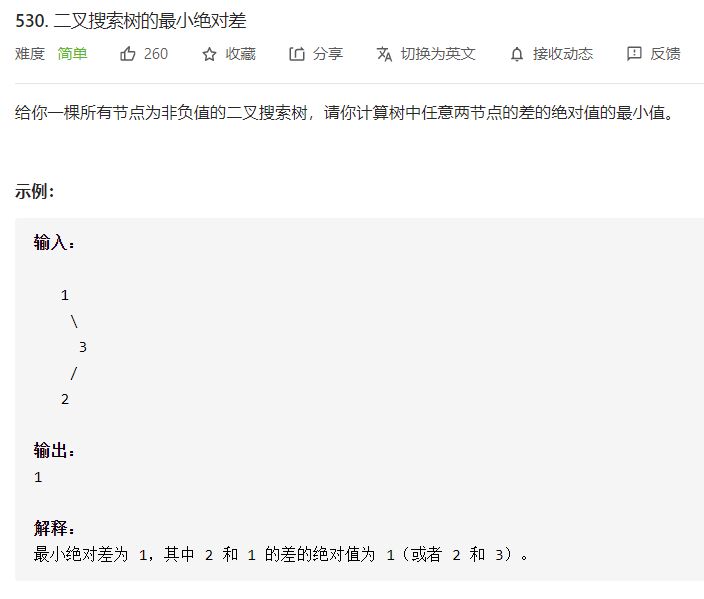 530. 二叉搜索树的最小绝对差
难度 简单 260 收藏 分享 切换为英文 接收动态 反馈
给你一棵所有节点为非负值的二叉搜索树，请你计算树中任意两节点的差的绝对值的最小值。
示例：
输入：
1
\
3
/
2
输出：
1
解释：
最小绝对差为 1，其中 2 和 1 的差的绝对值为 1（或者 2 和 3）。